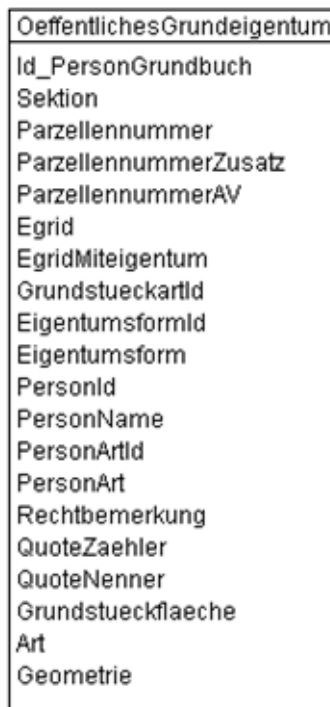 OeffentlichesGrundeigentum
Id_PersonGrundbuch
Sektion
Parzellennummer
ParzellennummerZusatz
ParzellennummerAV
Egrid
EgridMiteigentum
GrundstueckartId
EigentumsformId
Eigentumsform
PersonId
PersonName
PersonArtId
PersonArt
Rechtbemerkung
QuoteZaehler
QuoteNenner
Grundstueckflaeche
Art
Geometrie